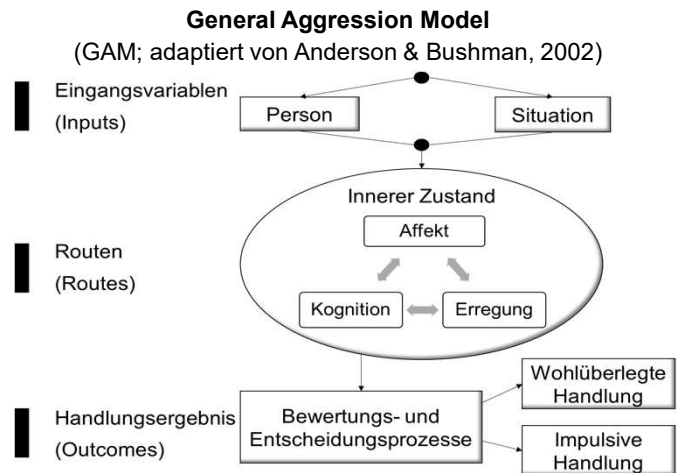 General Aggression Model
(GAM; adaptiert von Anderson & Bushman, 2002)
Eingangsvariablen
(Inputs)
Person
Situation
Innerer Zustand
Affekt
Routen
(Routes)
Kognition
Erregung
Handlungsergebnis
(Outcomes)
Bewertungs- und
Entscheidungsprozesse
Wohlüberlegte
Handlung
Impulsive
Handlung